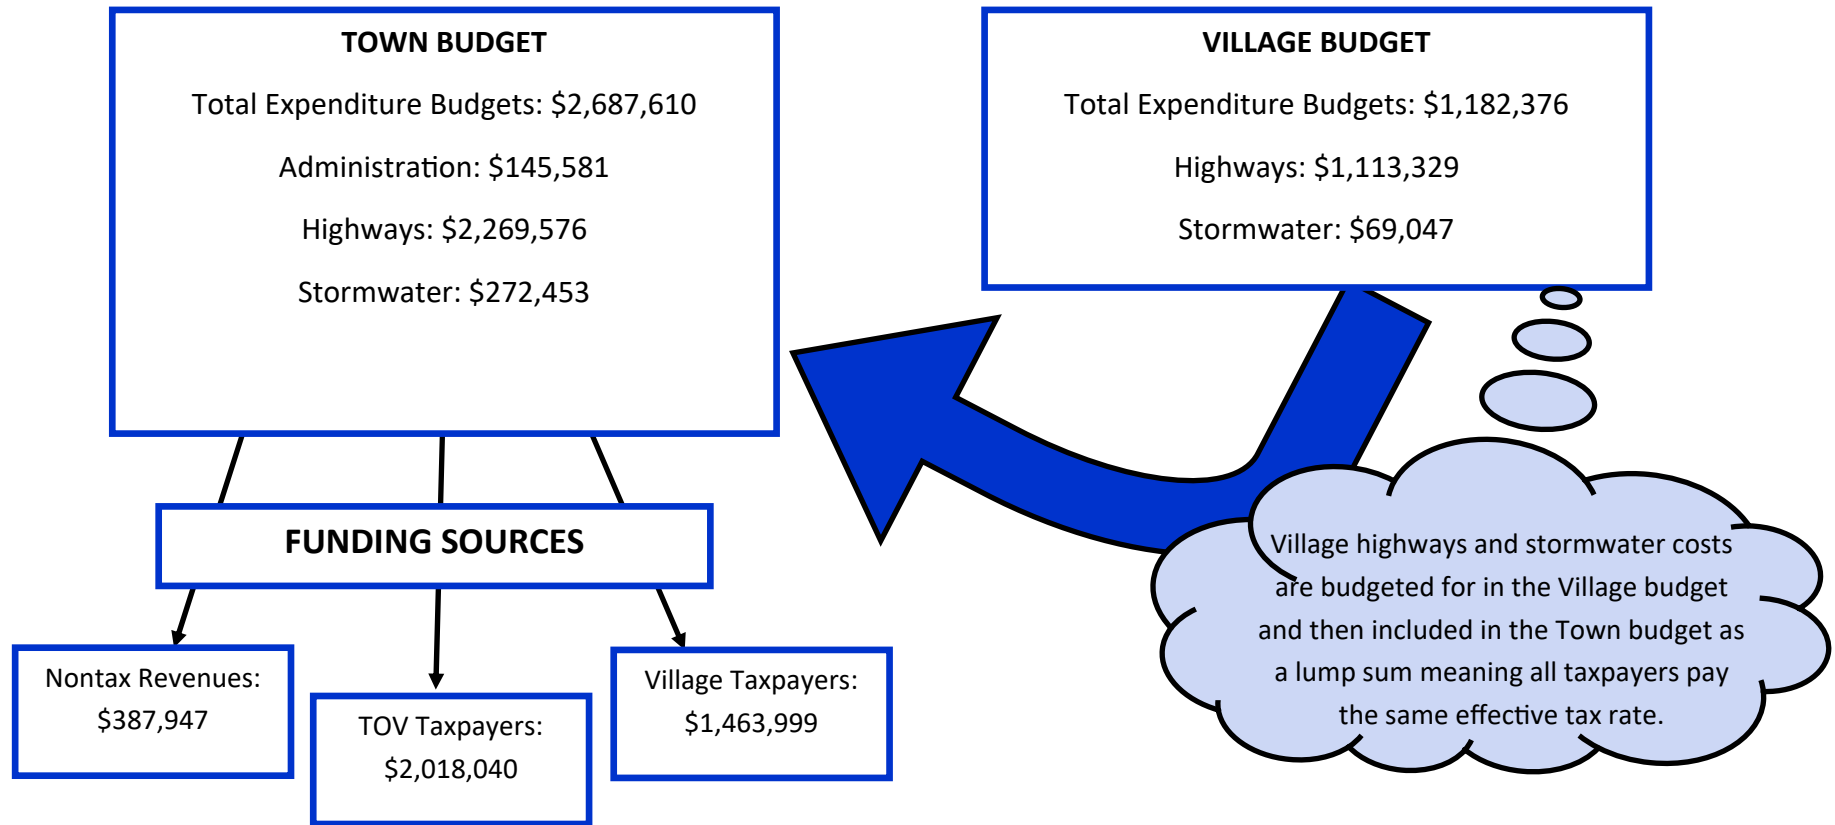 TOWN BUDGET
Total Expenditure Budgets: $2,687,610
Administration: $145,581
Highways: $2,269,576
Stormwater: $272,453
VILLAGE BUDGET
Total Expenditure Budgets: $1,182,376
Highways: $1,113,329
Stormwater: $69,047
FUNDING SOURCES
Nontax Revenues:
$387,947
TOV Taxpayers:
$2,018,040
Village Taxpayers:
$1,463,999
Village highways and stormwater costs
are budgeted for in the Village budget
and then included in the Town budget as
a lump sum meaning all taxpayers pay
the same effective tax rate.